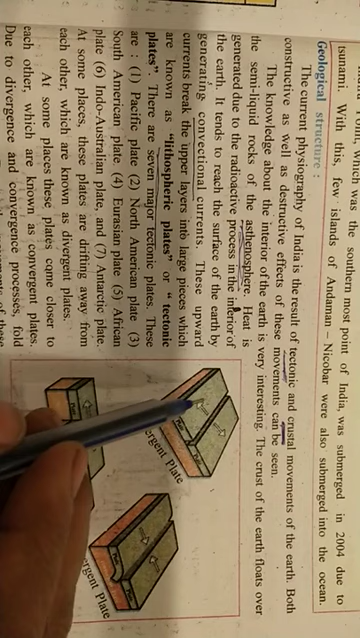 which was the southern most point of India, was submerged in 2004 due to
tsunami. With this, few islands of Andaman – Nicobar were also submerged into the ocean.
Geological structure :
The current physiography of India is the result of tectonic and crustal movements of the earth. Both
constructive as well as destructive effects of these movements can be seen.
The knowledge about the interior of the earth is very interesting. The crust of the earth floats over
the semi-liquid rocks of the asthenosphere. Heat is
generated due to the radioactive process in the interior of
the earth. It tends to reach the surface of the earth by
generating convectional currents. These upward
currents break the upper layers into large pieces which
are known as "lithospheric plates" or "tectonic
plates". There are seven major tectonic plates. These
are : (1) Pacific plate (2) North American plate (3)
South American plate (4) Eurasian plate (5) African
plate (6) Indo-Australian plate, and (7) Antarctic plate.
At some places, these plates are drifting away from
each other, which are known as divergent plates.
At some places these plates come closer to
each other, which are known as convergent plates.
Due to divergence and convergence processes, fold
ergent Plate
ergent Plate